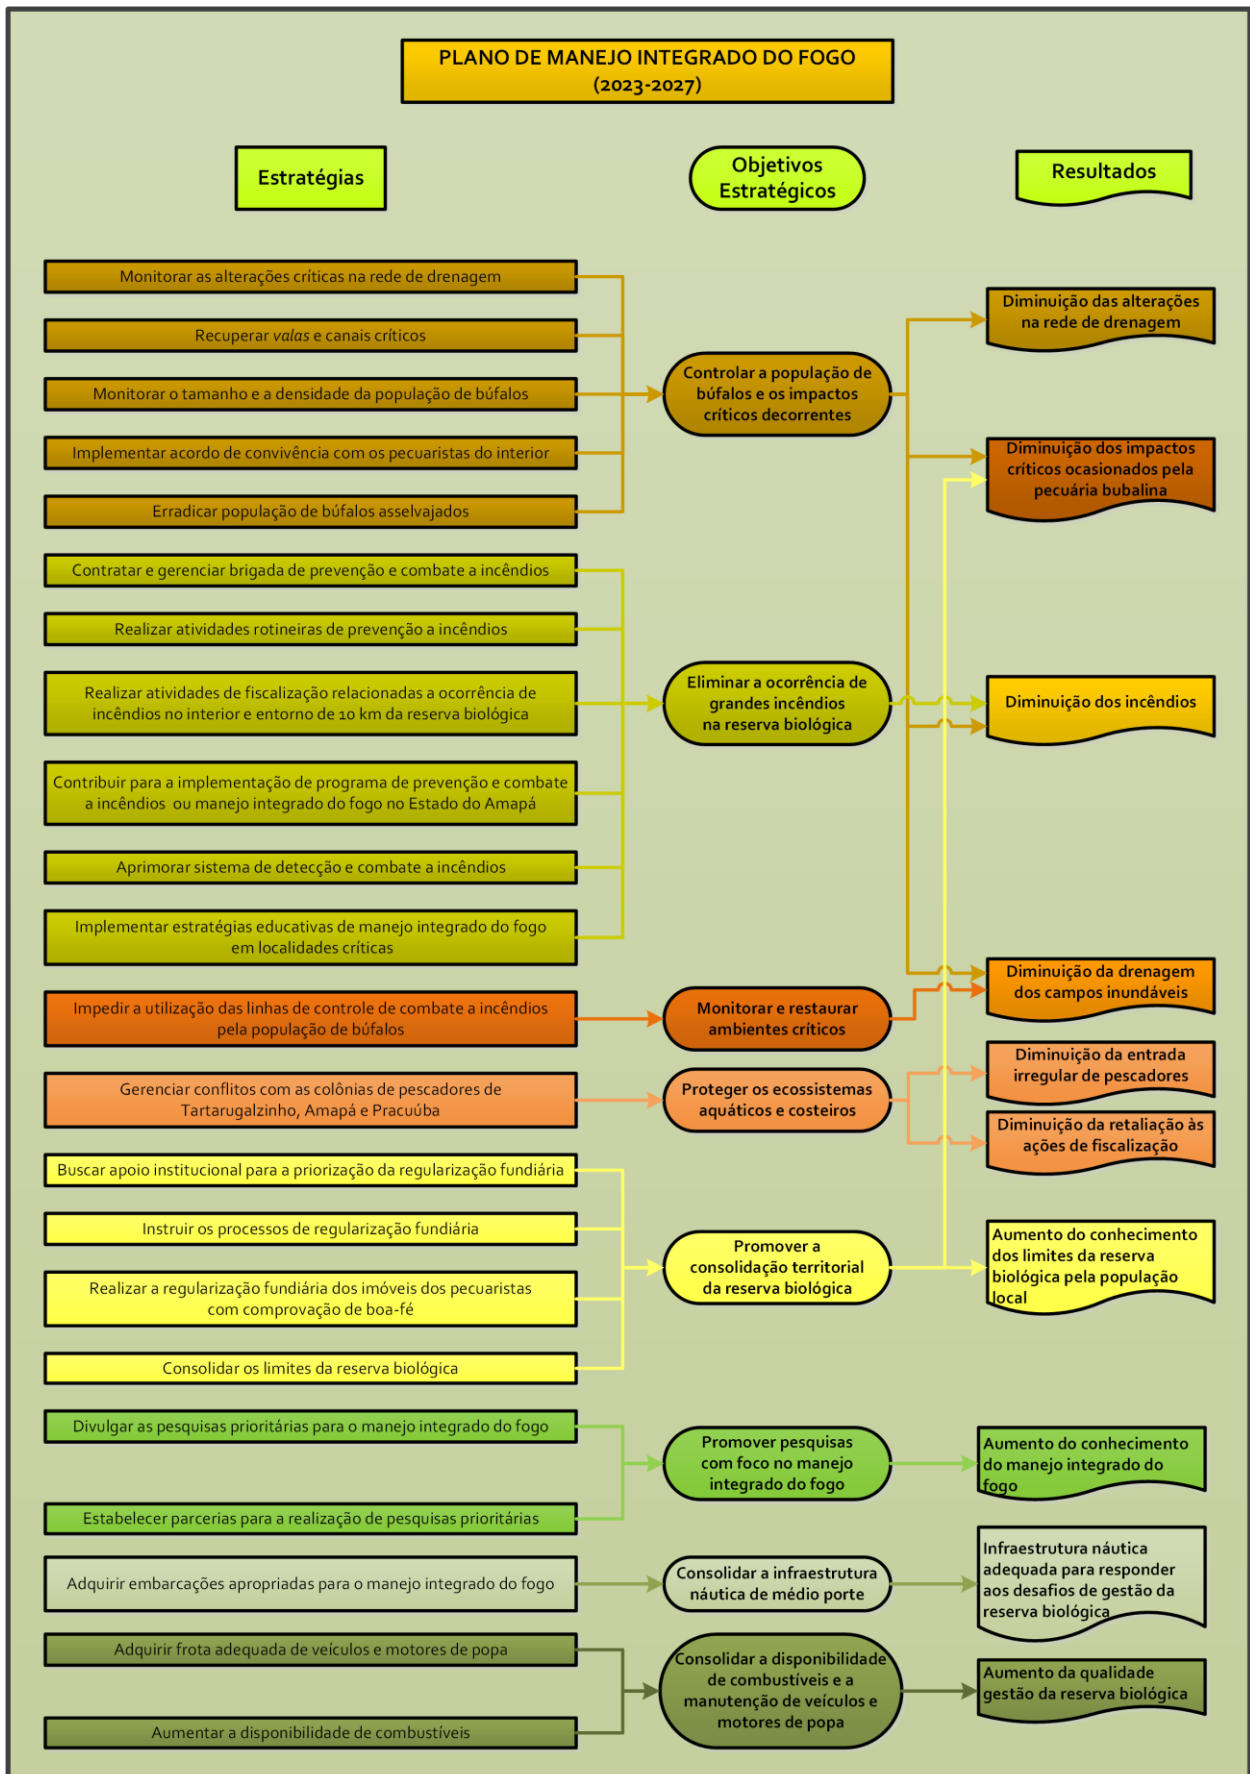 PLANO DE MANEJO INTEGRADO DO FOGO
(2023-2027)
Estratégias
Objetivos
Estratégicos
Resultados
Monitorar as alterações críticas na rede de drenagem
Recuperar valas e canais críticos
Monitorar o tamanho e a densidade da população de búfalos
Implementar acordo de convivência com os pecuaristas do interior
Erradicar população de búfalos asselvajados
Controlar a população de
búfalos e os impactos
críticos decorrentes
Diminuição das alterações
na rede de drenagem
Diminuição dos impactos
críticos ocasionados pela
pecuária bubalina
Contratar e gerenciar brigada de prevenção e combate a incêndios
Realizar atividades rotineiras de prevenção a incêndios
Realizar atividades de fiscalização relacionadas a ocorrência de
incêndios no interior e entorno de 10 km da reserva biológica
Contribuir para a implementação de programa de prevenção e combate
a incêndios ou manejo integrado do fogo no Estado do Amapá
Aprimorar sistema de detecção e combate a incêndios
Implementar estratégias educativas de manejo integrado do fogo
em localidades críticas
Eliminar a ocorrência de
grandes incêndios
na reserva biológica
Diminuição dos incêndios
Impedir a utilização das linhas de controle de combate a incêndios
pela população de búfalos
Monitorar e restaurar
ambientes críticos
Diminuição da drenagem
dos campos inundáveis
Gerenciar conflitos com as colônias de pescadores de
Tartarugalzinho, Amapá e Pracuúba
Proteger os ecossistemas
aquáticos e costeiros
Diminuição da entrada
irregular de pescadores
Diminuição da retaliação às
ações de fiscalização
Buscar apoio institucional para a priorização da regularização fundiária
Instruir os processos de regularização fundiária
Realizar a regularização fundiária dos imóveis dos pecuaristas
com comprovação de boa-fé
Consolidar os limites da reserva biológica
Promover a
consolidação territorial
da reserva biológica
Aumento do conhecimento
dos limites da reserva
biológica pela população
local
Divulgar as pesquisas prioritárias para o manejo integrado do fogo
Estabelecer parcerias para a realização de pesquisas prioritárias
Promover pesquisas
com foco no manejo
integrado do fogo
Aumento do conhecimento
do manejo integrado do
fogo
Adquirir embarcações apropriadas para o manejo integrado do fogo
Consolidar a infraestrutura
náutica de médio porte
Infraestrutura náutica
adequada para responder
aos desafios de gestão da
reserva biológica
Adquirir frota adequada de veículos e motores de popa
Aumentar a disponibilidade de combustíveis
Consolidar a disponibilidade
de combustíveis e a
manutenção de veículos e
motores de popa
Aumento da qualidade
gestão da reserva biológica